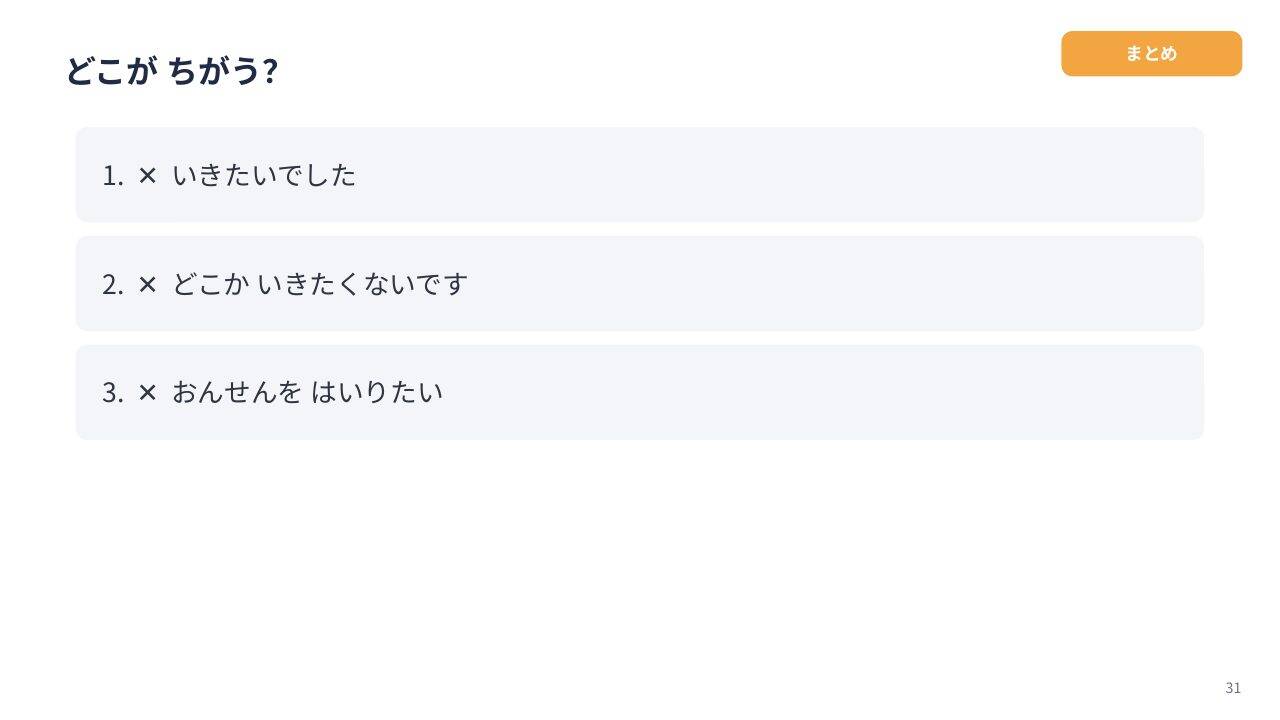 どこが ちがう?
まとめ
1. ✕ いきたいでした
2. ✕ どこか いきたくないです
3. ✕ おんせんを はいりたい
31